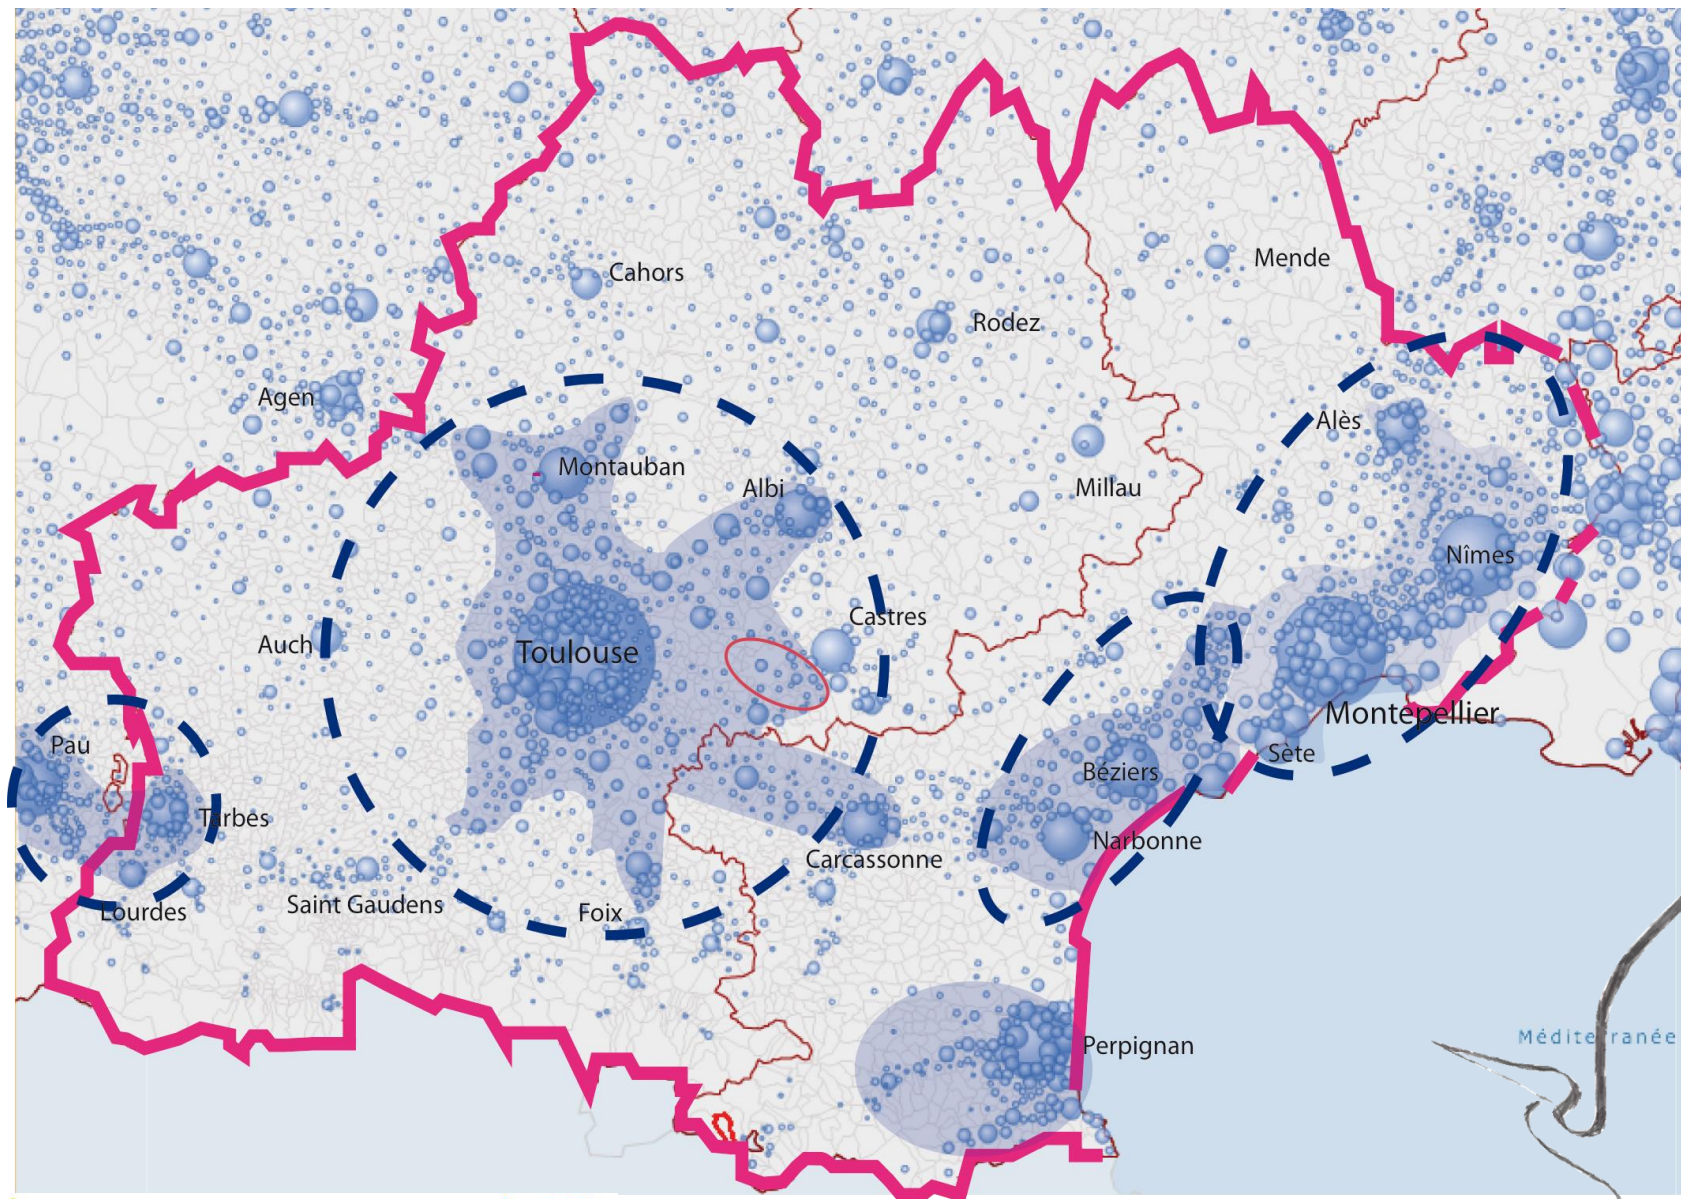 Mende
Cahors
Rodez
Agen
Alès
Montauban
Albi
Millau
Nîmes
Castres
Auch
Toulouse
Montepellier
Pau
Sète
Béziers
Tarbes
Narbonne
Carcassonne
Lourdes
Saint Gaudens
Foix
Méditerranée
Perpignan